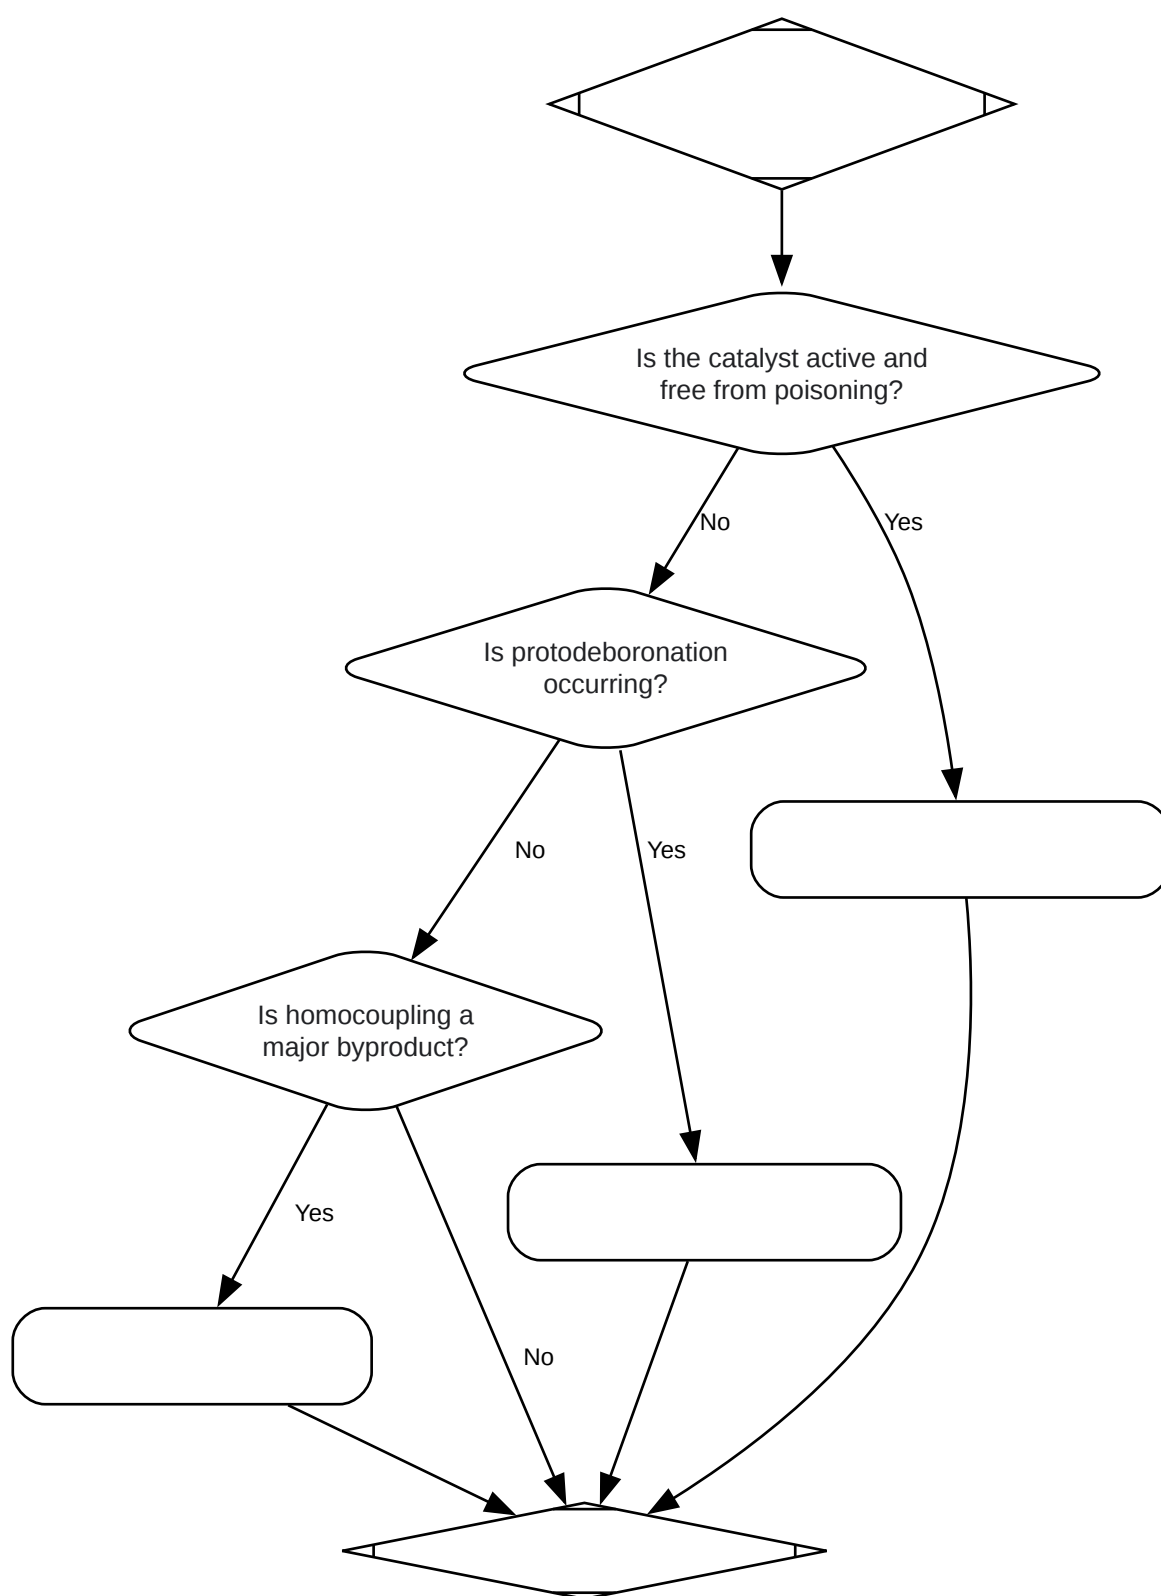 Is the catalyst active and
free from poisoning?
No
Yes
Is protodeboronation
occurring?
No
Yes
Is homocoupling a
major byproduct?
Yes
No